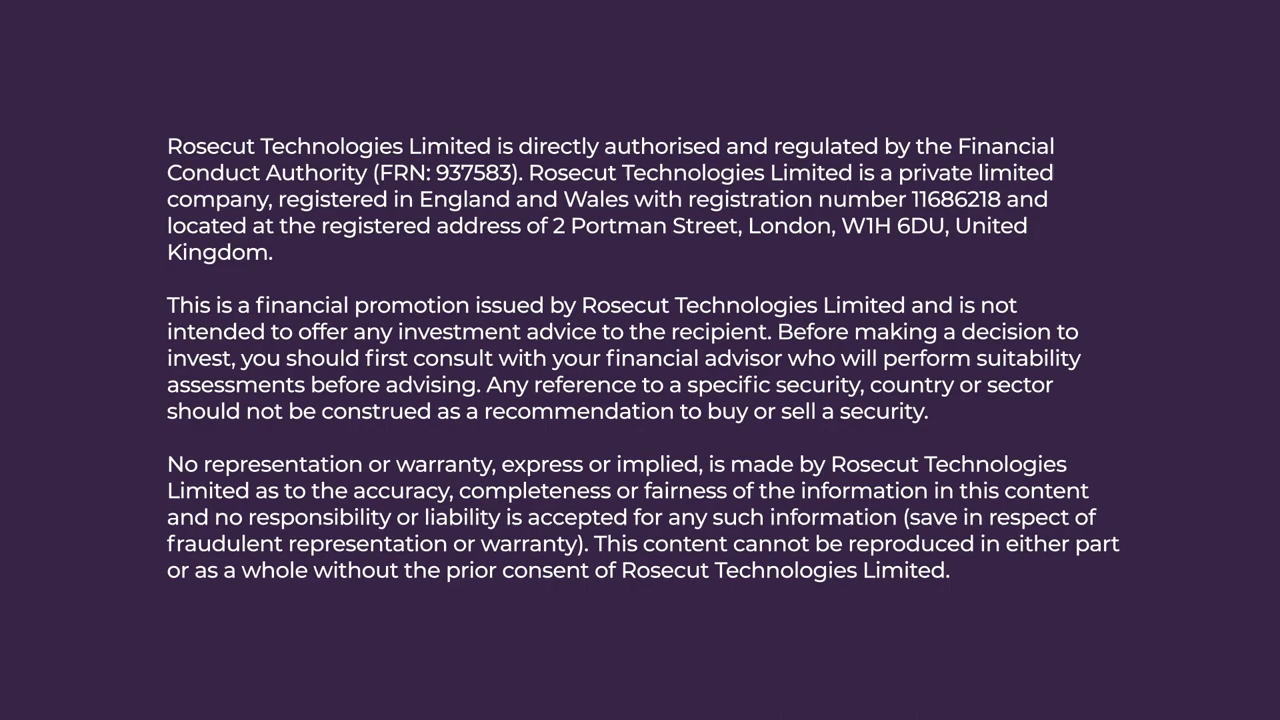 Rosecut Technologies Limited is directly authorised and regulated by the Financial
Conduct Authority (FRN: 937583). Rosecut Technologies Limited is a private limited
company, registered in England and Wales with registration number 11686218 and
located at the registered address of 2 Portman Street, London, W1H 6DU, United
Kingdom.
This is a financial promotion issued by Rosecut Technologies Limited and is not
intended to offer any investment advice to the recipient. Before making a decision to
invest, you should first consult with your financial advisor who will perform suitability
assessments before advising. Any reference to a specific security, country or sector
should not be construed as a recommendation to buy or sell a security.
No representation or warranty, express or implied, is made by Rosecut Technologies
Limited as to the accuracy, completeness or fairness of the information in this content
and no responsibility or liability is accepted for any such information (save in respect of
fraudulent representation or warranty). This content cannot be reproduced in either part
or as a whole without the prior consent of Rosecut Technologies Limited.